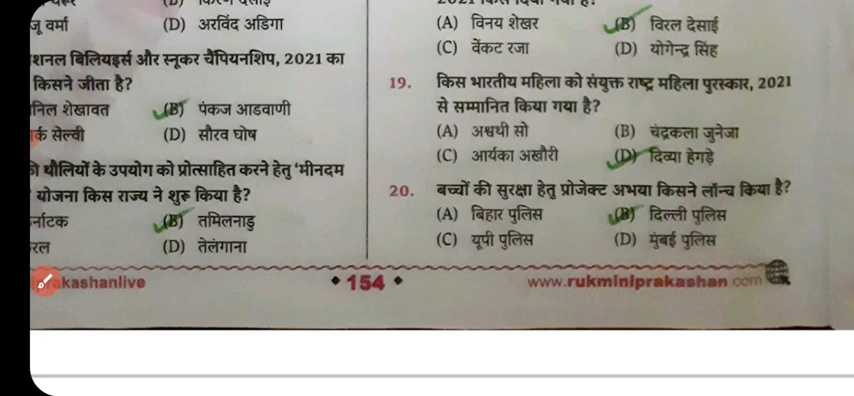 जू वर्मा
(D) अरविंद अडिगा
शनल बिलियर्ड्स और स्नूकर चैंपियनशिप, 2021 का
किसने जीता है?
निल शेखावत
(B) पंकज आडवाणी
र्क सेल्वी
(D) सौरव घोष
की थैलियों के उपयोग को प्रोत्साहित करने हेतु 'मीनदम
योजना किस राज्य ने शुरू किया है?
र्नाटक
(B) तमिलनाडु
रल
(D) तेलंगाना
(A) विनय शेखर
(B) विरल देसाई
(C) वेंकट रजा
(D) योगेन्द्र सिंह
19. किस भारतीय महिला को संयुक्त राष्ट्र महिला पुरस्कार, 2021
से सम्मानित किया गया है?
(A) अश्वथी सो
(B) चंद्रकला जुनेजा
(C) आर्यका अखौरी
(D) दिव्या हेगड़े
20. बच्चों की सुरक्षा हेतु प्रोजेक्ट अभया किसने लॉन्च किया है?
(A) बिहार पुलिस
(B) दिल्ली पुलिस
(C) यूपी पुलिस
(D) मुंबई पुलिस
akashanlive
154
www.rukminiprakashan.com